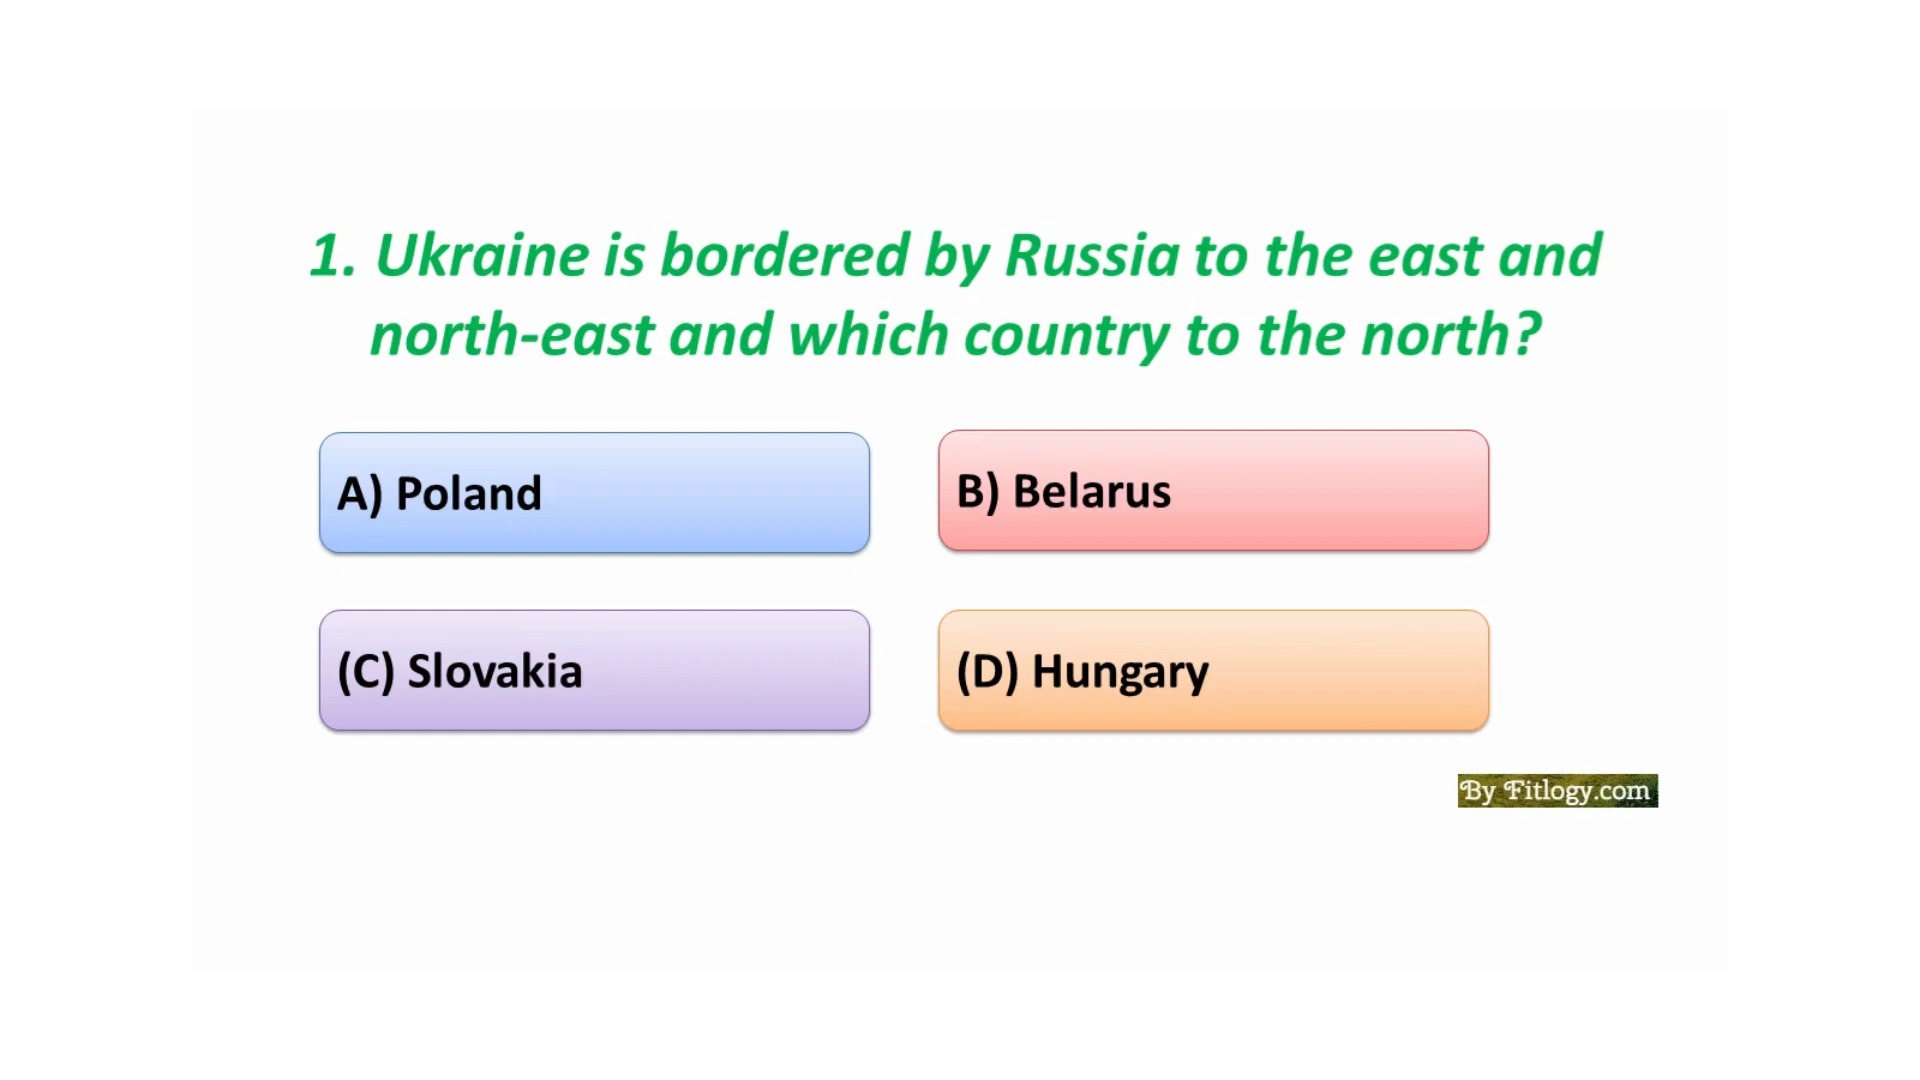 1. Ukraine is bordered by Russia to the east and
north-east and which country to the north?
A) Poland
B) Belarus
(C) Slovakia
(D) Hungary
By Fitlogy.com